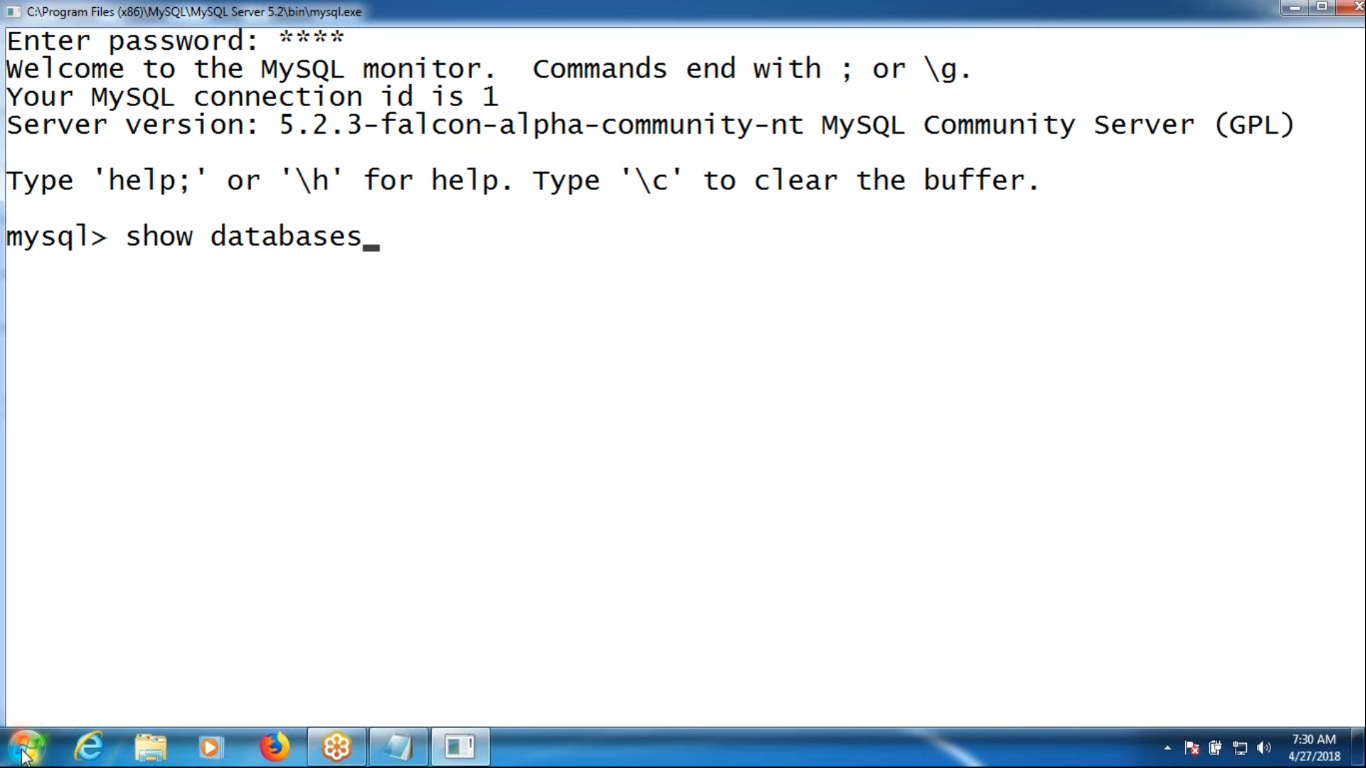 C:\Program Files (x86)\MySQL\MySQL Server 5.2\bin\mysql.exe
Enter password: ****
Welcome to the MySQL monitor.  Commands end with ; or \g.
Your MySQL connection id is 1
Server version: 5.2.3-falcon-alpha-community-nt MySQL Community Server (GPL)
Type 'help;' or '\h' for help. Type '\c' to clear the buffer.
mysql> show databases_
7:30 AM
4/27/2018